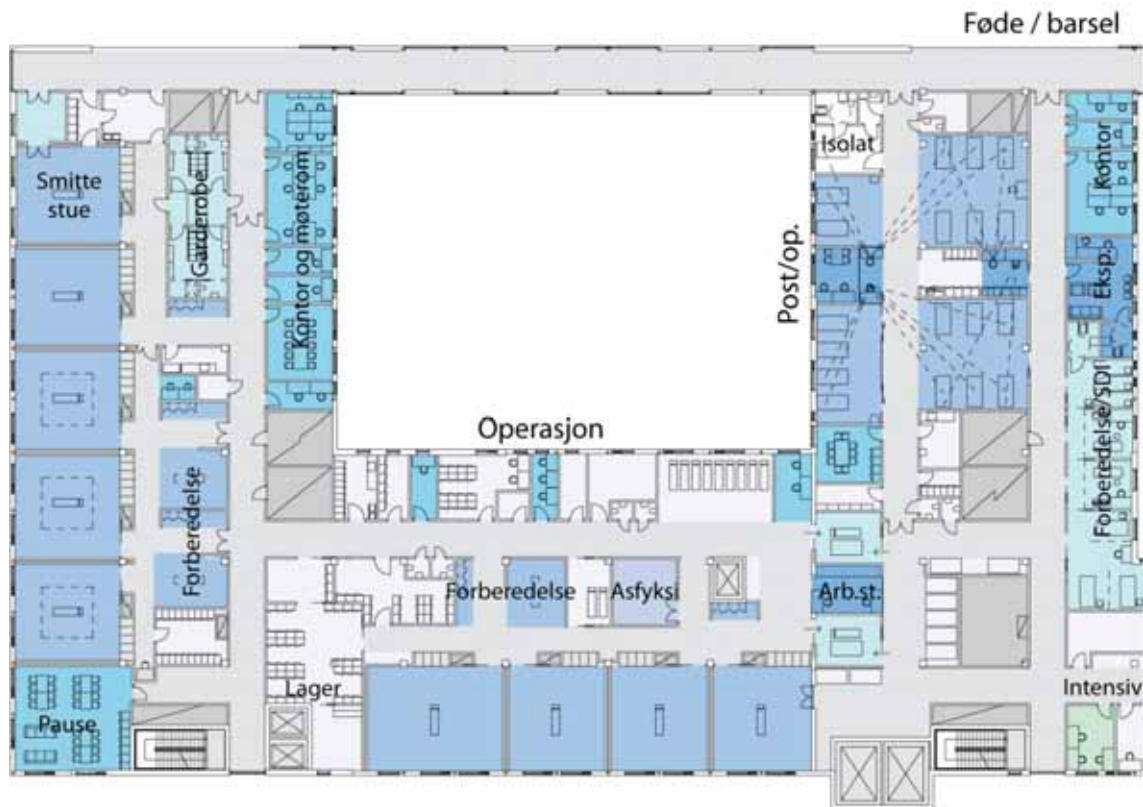 Føde / barsel
Isolat
Smitte
stue
Garderobe
Kontor og møterom
Post/op.
Kontor
Eksp.
Operasjon
Forberedelse/SDI
Forberedelse
Forberedelse
Asfyksi
Arb.st.
Lager
Intensiv
Pause